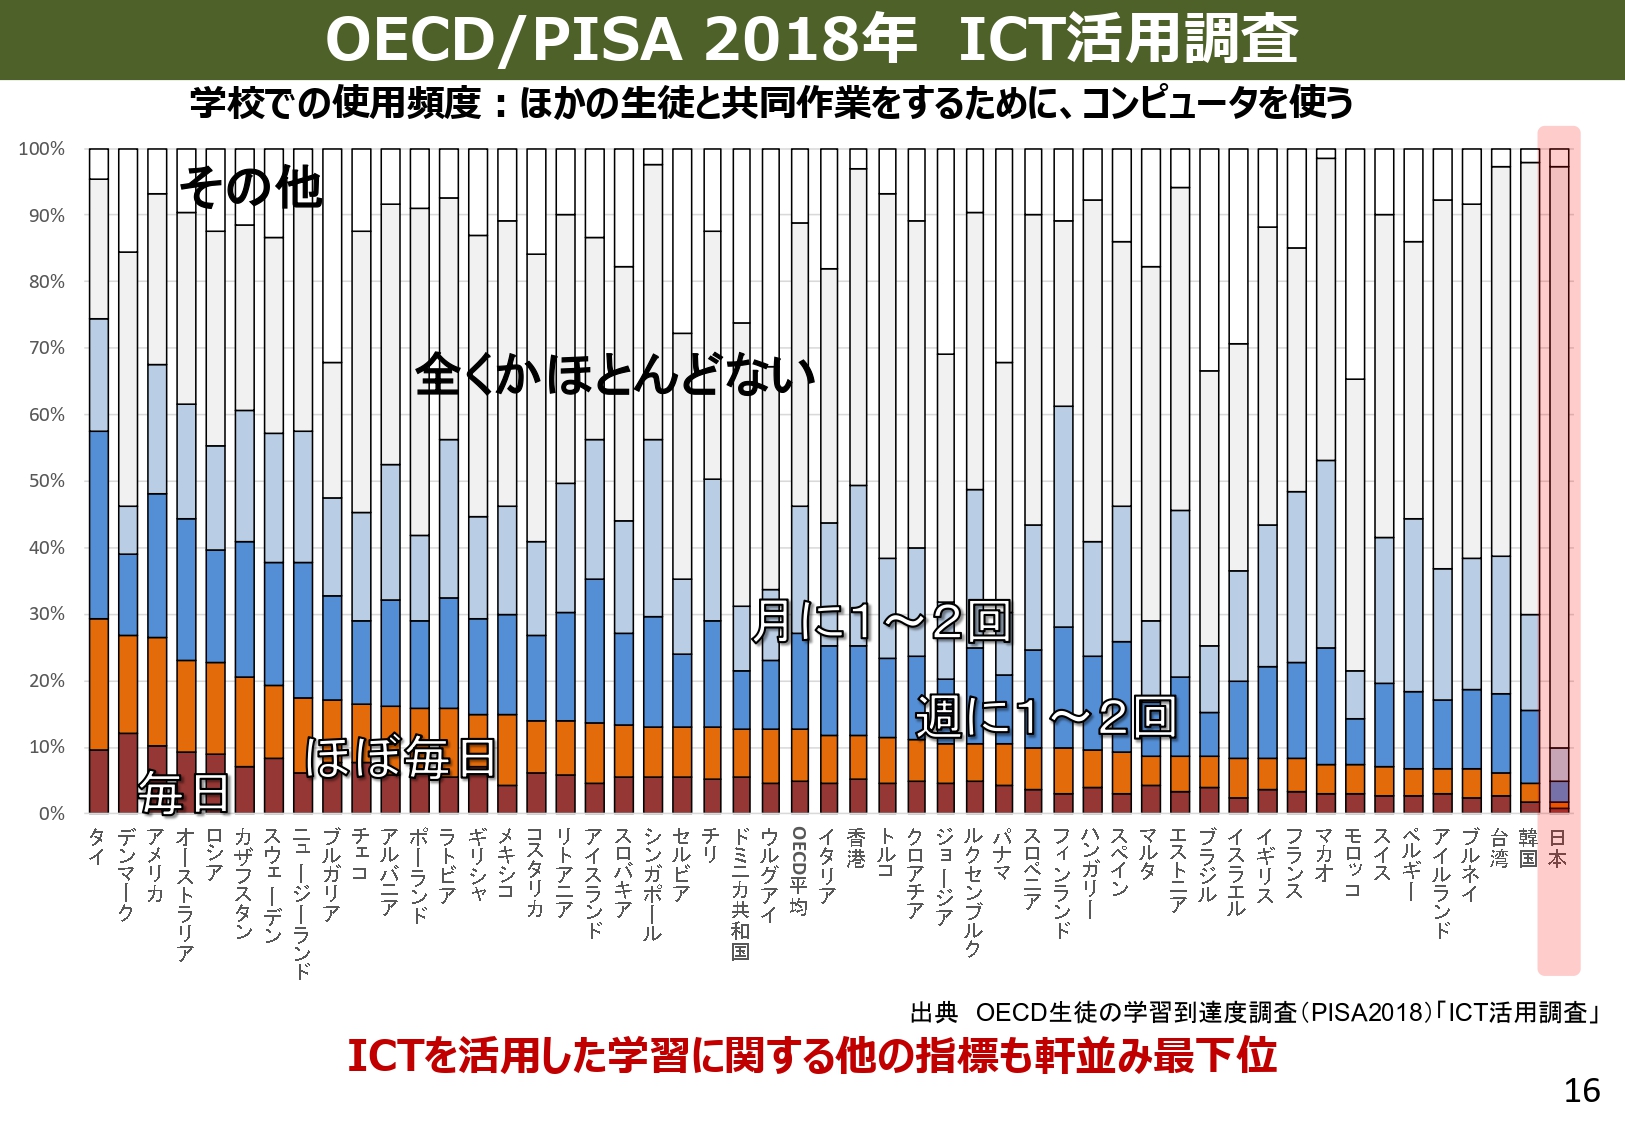 OECD/PISA 2018年 ICT活用調査
学校での使用頻度：ほかの生徒と共同作業をするために、コンピュータを使う
100%
90%
80%
70%
60%
50%
40%
30%
20%
10%
0%
その他
全くかほとんどない
月に1～2回
週に1～2回
ほぼ毎日
毎日
タイ
デンマーク
アメリカ
オーストラリア
ロシア
カザフスタン
スウェーデン
ニュージーランド
ブルガリア
チェコ
アルバニア
ポーランド
ラトビア
ギリシャ
メキシコ
コスタリカ
リトアニア
アイスランド
スロバキア
シンガポール
セルビア
チリ
ドミニカ共和国
ウルグアイ
OECD平均
イタリア
香港
トルコ
クロアチア
ジョージア
ルクセンブルク
パナマ
スロベニア
フィンランド
ハンガリー
スペイン
マルタ
エストニア
ブラジル
イスラエル
イギリス
フランス
マカオ
モロッコ
スイス
ベルギー
アイルランド
ブルネイ
台湾
韓国
日本
出典 OECD生徒の学習到達度調査（PISA2018）「ICT活用調査」
ICTを活用した学習に関する他の指標も軒並み最下位
16